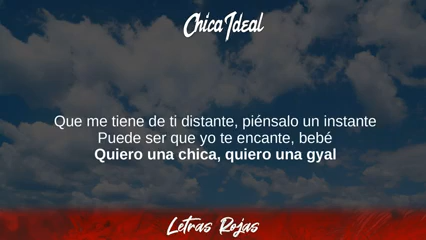 Chica Ideal
Que me tiene de ti distante, piénsalo un instante
Puede ser que yo te encante, bebé
Quiero una chica, quiero una gyal
Letras Rojas